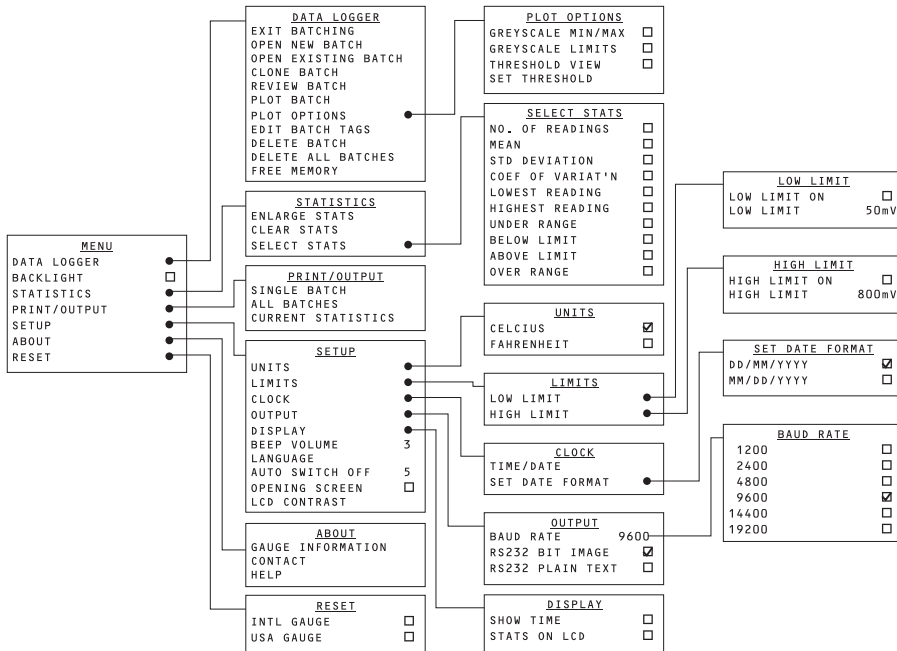 MENU
DATA LOGGER
BACKLIGHT
STATISTICS
PRINT/OUTPUT
SETUP
ABOUT
RESET
DATA LOGGER
EXIT BATCHING
OPEN NEW BATCH
OPEN EXISTING BATCH
CLONE BATCH
REVIEW BATCH
PLOT BATCH
PLOT OPTIONS
EDIT BATCH TAGS
DELETE BATCH
DELETE ALL BATCHES
FREE MEMORY
STATISTICS
ENLARGE STATS
CLEAR STATS
SELECT STATS
PRINT/OUTPUT
SINGLE BATCH
ALL BATCHES
CURRENT STATISTICS
SETUP
UNITS
LIMITS
CLOCK
OUTPUT
DISPLAY
BEEP VOLUME 3
LANGUAGE
AUTO SWITCH OFF 5
OPENING SCREEN
LCD CONTRAST
ABOUT
GAUGE INFORMATION
CONTACT
HELP
RESET
INTL GAUGE
USA GAUGE
PLOT OPTIONS
GREYSCALE MIN/MAX
GREYSCALE LIMITS
THRESHOLD VIEW
SET THRESHOLD
SELECT STATS
NO. OF READINGS
MEAN
STD DEVIATION
COEF OF VARIAT'N
LOWEST READING
HIGHEST READING
UNDER RANGE
BELOW LIMIT
ABOVE LIMIT
OVER RANGE
UNITS
CELCIUS
FAHRENHEIT
LIMITS
LOW LIMIT
HIGH LIMIT
CLOCK
TIME/DATE
SET DATE FORMAT
OUTPUT
BAUD RATE 9600
RS232 BIT IMAGE
RS232 PLAIN TEXT
DISPLAY
SHOW TIME
STATS ON LCD
LOW LIMIT
LOW LIMIT ON
LOW LIMIT 50mV
HIGH LIMIT
HIGH LIMIT ON
HIGH LIMIT 800mV
SET DATE FORMAT
DD/MM/YYYY
MM/DD/YYYY
BAUD RATE
1200
2400
4800
9600
14400
19200